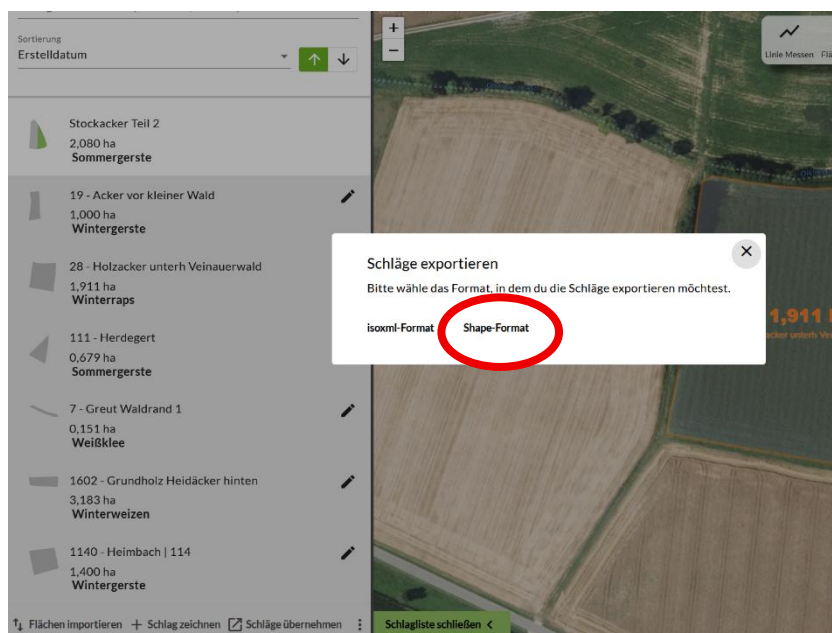 Sortierung
Erstelldatum
Stockacker Teil 2
2,080 ha
Sommergerste
19 - Acker vor kleiner Wald
1,000 ha
Wintergerste
28 - Holzacker unterh Veinauerwald
1,911 ha
Winterraps
111 - Herdegert
0,679 ha
Sommergerste
7 - Greut Waldrand 1
0,151 ha
Weißklee
1602 - Grundholz Heidäcker hinten
3,183 ha
Winterweizen
1140 - Heimbach | 114
1,400 ha
Wintergerste
Flächen importieren + Schlag zeichnen Schläge übernehmen
+
−
Linie Messen
Schläge exportieren
Bitte wähle das Format, in dem du die Schläge exportieren möchtest.
isoxml-Format Shape-Format
1,911
acker unterh
Schlagliste schließen <